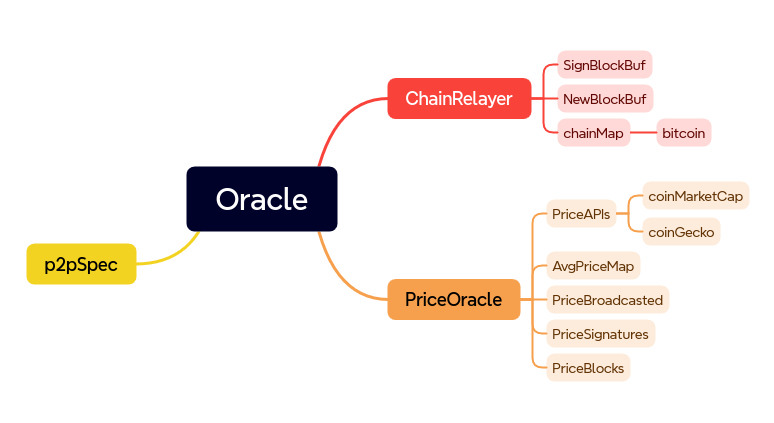 Oracle
ChainRelayer
SignBlockBuf
NewBlockBuf
chainMap
bitcoin
PriceOracle
PriceAPIs
coinMarketCap
coinGecko
AvgPriceMap
PriceBroadcasted
PriceSignatures
PriceBlocks
p2pSpec